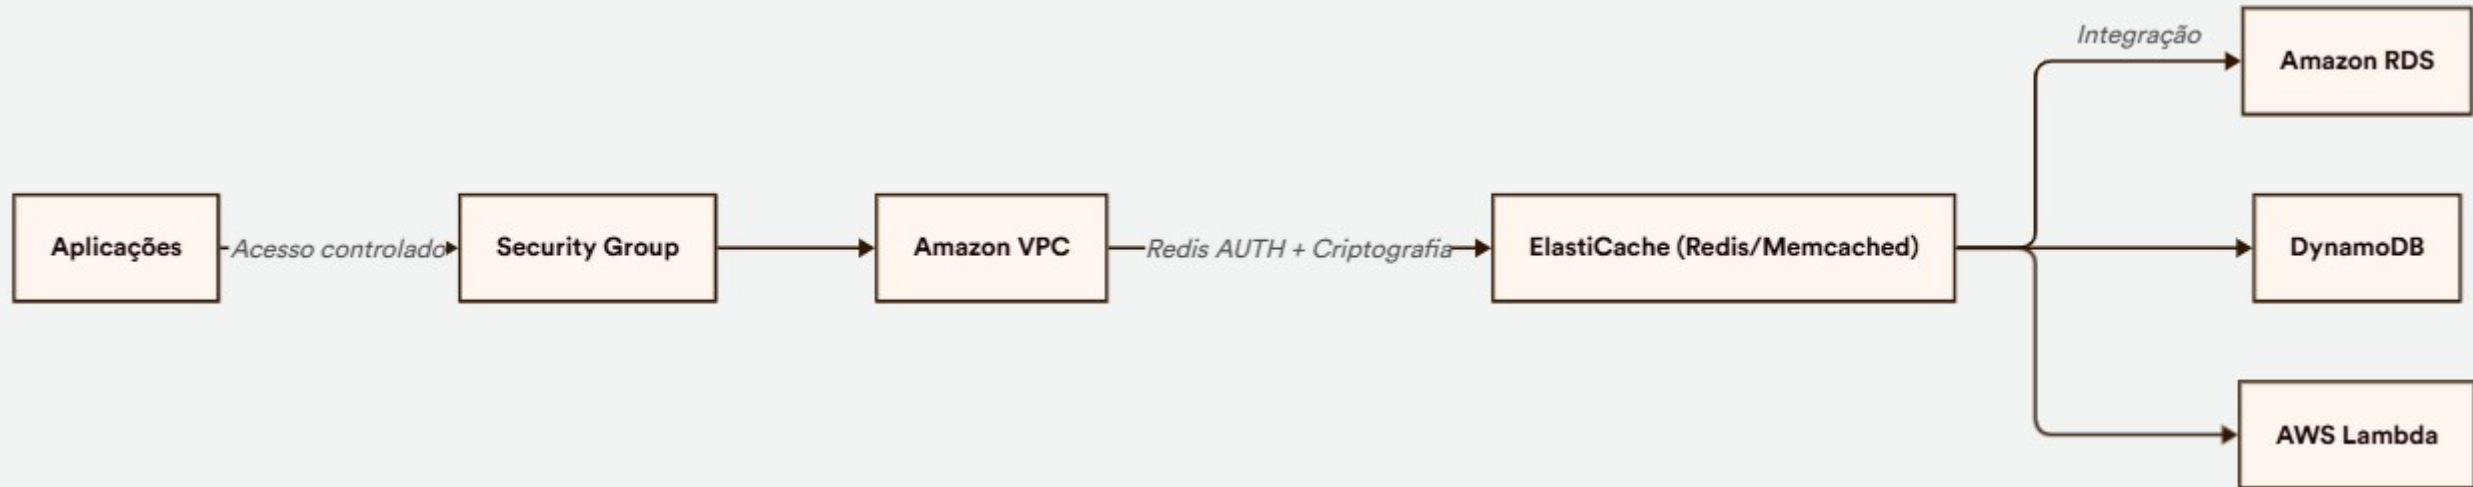 Integração
Amazon RDS
Aplicações
Acesso controlado
Security Group
Amazon VPC
Redis AUTH + Criptografia
ElastiCache (Redis/Memcached)
DynamoDB
AWS Lambda